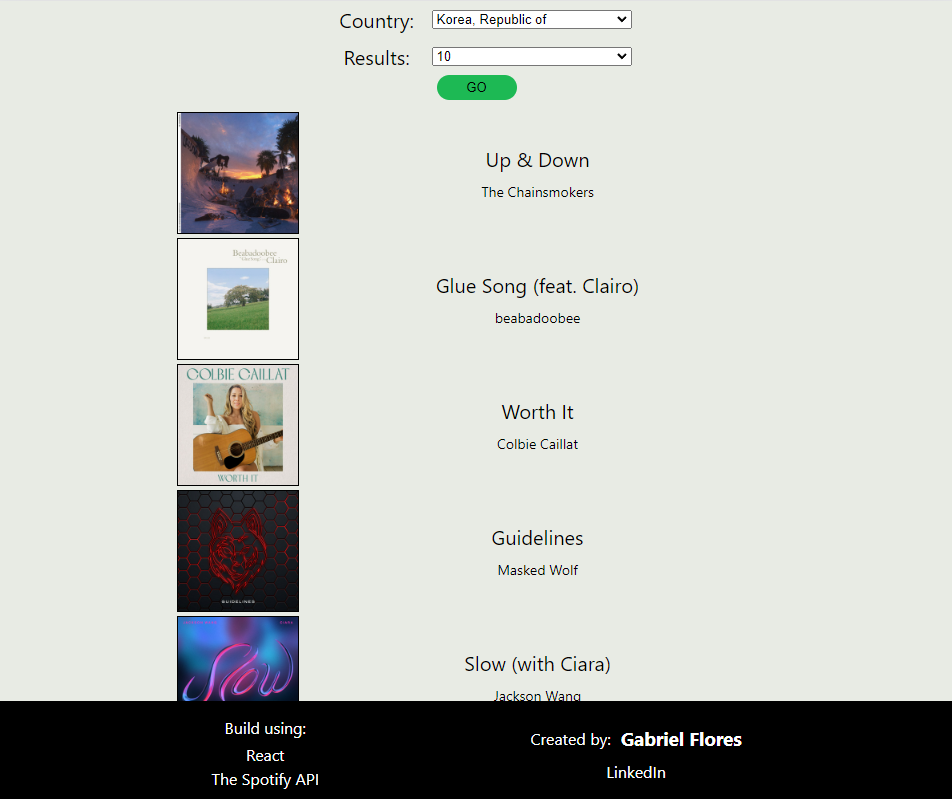 Country:
Korea, Republic of
Results:
10
GO
Up & Down
The Chainsmokers
Beabadoobee
Clairo
Glue Song (feat. Clairo)
beabadoobee
COLBIE CAILLAT
WORTH IT
Worth It
Colbie Caillat
GUIDELINES
Guidelines
Masked Wolf
CIARA
Slow
Slow (with Ciara)
Jackson Wang
Build using:
React
The Spotify API
Created by: Gabriel Flores
LinkedIn